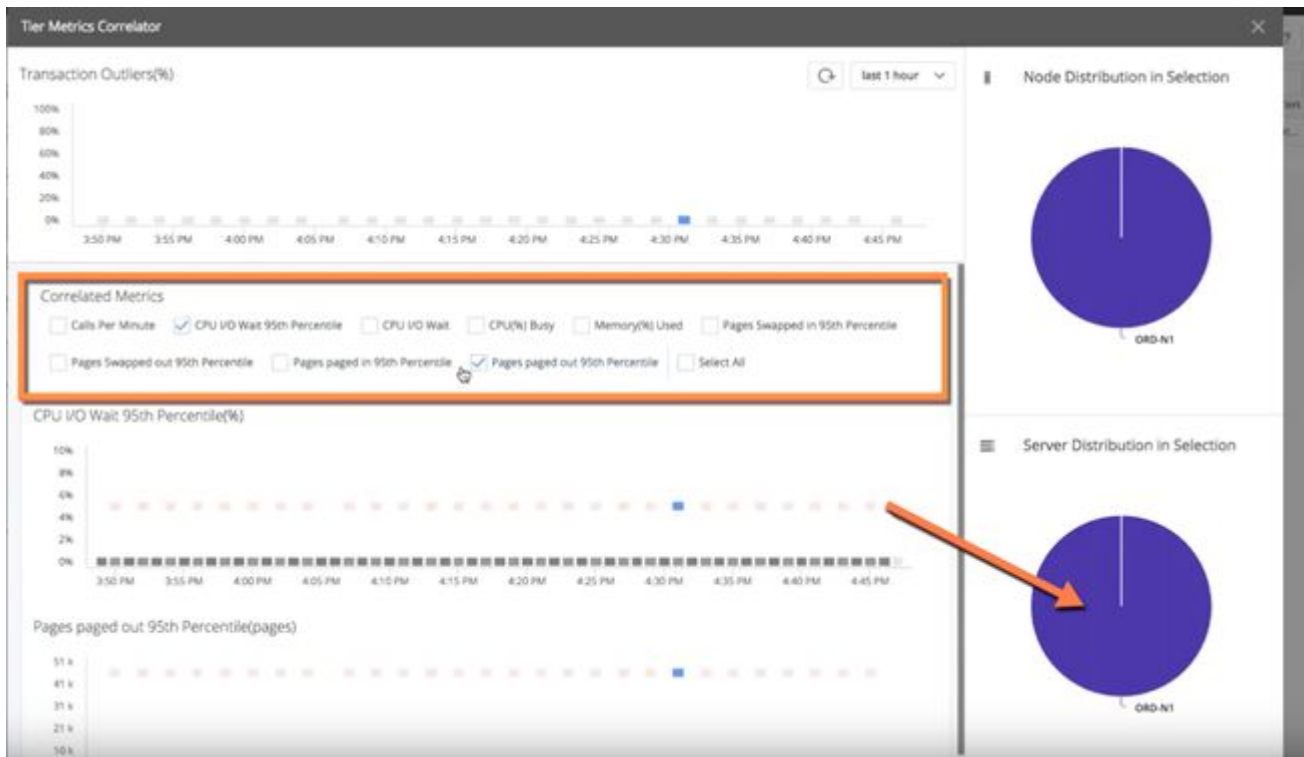 Tier Metrics Correlator
Transaction Outliers(%)
last 1 hour
100%
80%
60%
40%
20%
0%
3:50 PM 3:55 PM 4:00 PM 4:05 PM 4:10 PM 4:15 PM 4:20 PM 4:25 PM 4:30 PM 4:35 PM 4:40 PM 4:45 PM
Correlated Metrics
Calls Per Minute CPU I/O Wait 95th Percentile CPU I/O Wait CPU(%) Busy Memory(%) Used Pages Swapped in 95th Percentile
Pages Swapped out 95th Percentile Pages paged in 95th Percentile Pages paged out 95th Percentile Select All
CPU I/O Wait 95th Percentile(%)
10%
8%
6%
4%
2%
0%
3:50 PM 3:55 PM 4:00 PM 4:05 PM 4:10 PM 4:15 PM 4:20 PM 4:25 PM 4:30 PM 4:35 PM 4:40 PM 4:45 PM
Pages paged out 95th Percentile(pages)
51 k
41 k
31 k
21 k
10 k
Node Distribution in Selection
ORD-N1
Server Distribution in Selection
ORD-N1